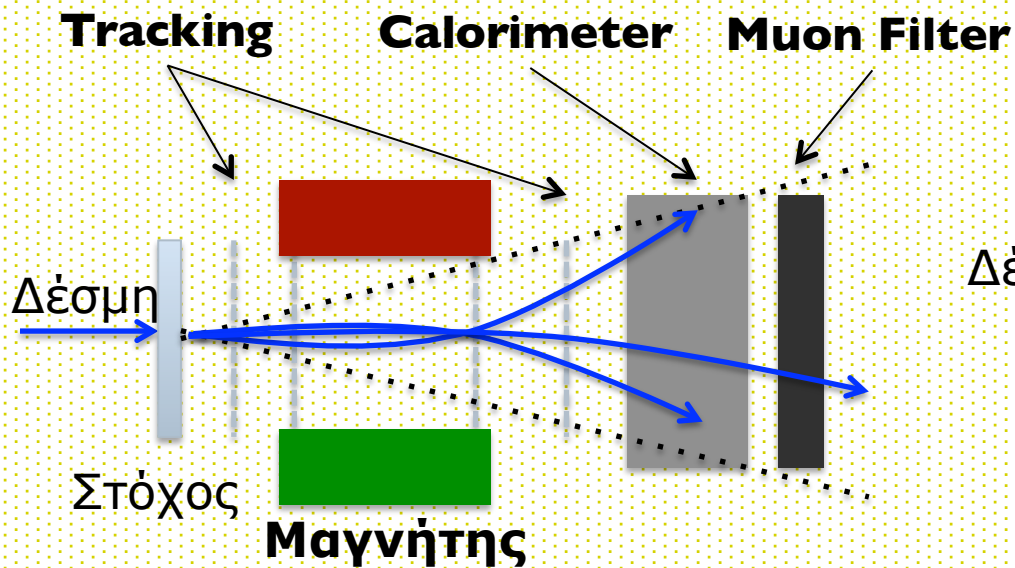 Tracking
Calorimeter
Muon Filter
Δέσμη
Στόχος
Μαγνήτης